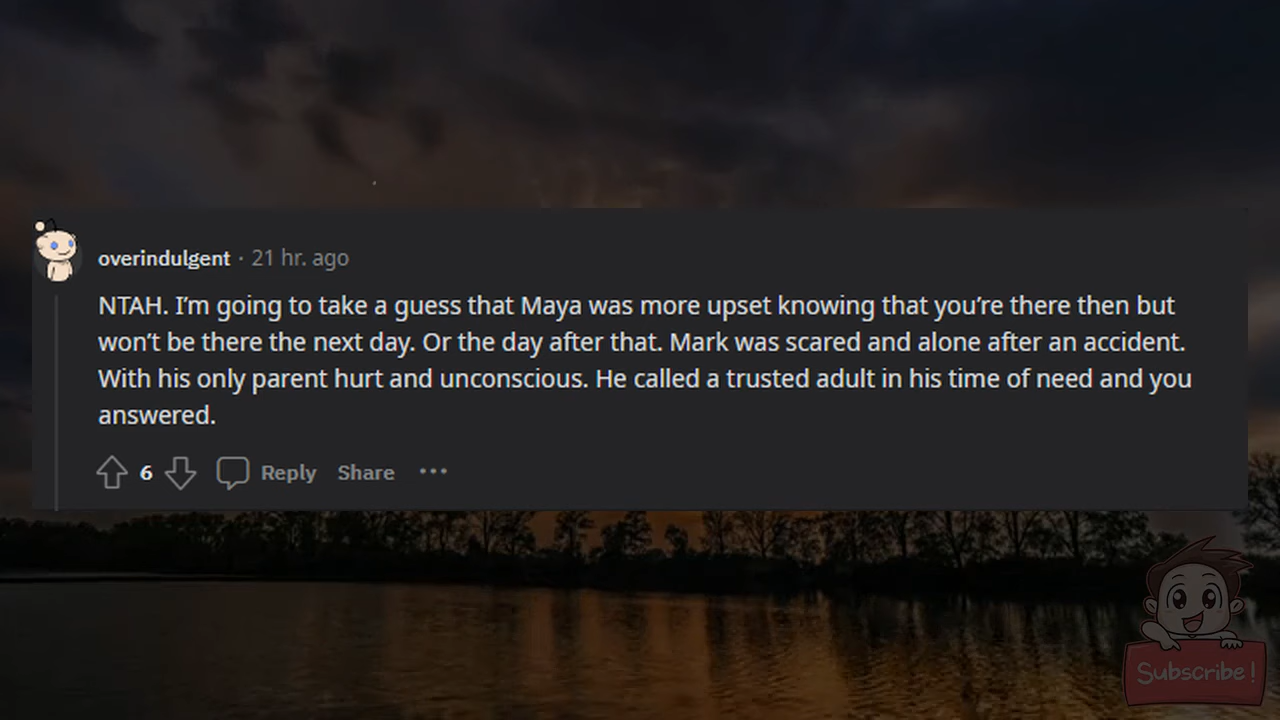 overindulgent · 21 hr. ago
NTAH. I’m going to take a guess that Maya was more upset knowing that you’re there then but
won’t be there the next day. Or the day after that. Mark was scared and alone after an accident.
With his only parent hurt and unconscious. He called a trusted adult in his time of need and you
answered.
6 Reply Share ···
Subscribe!